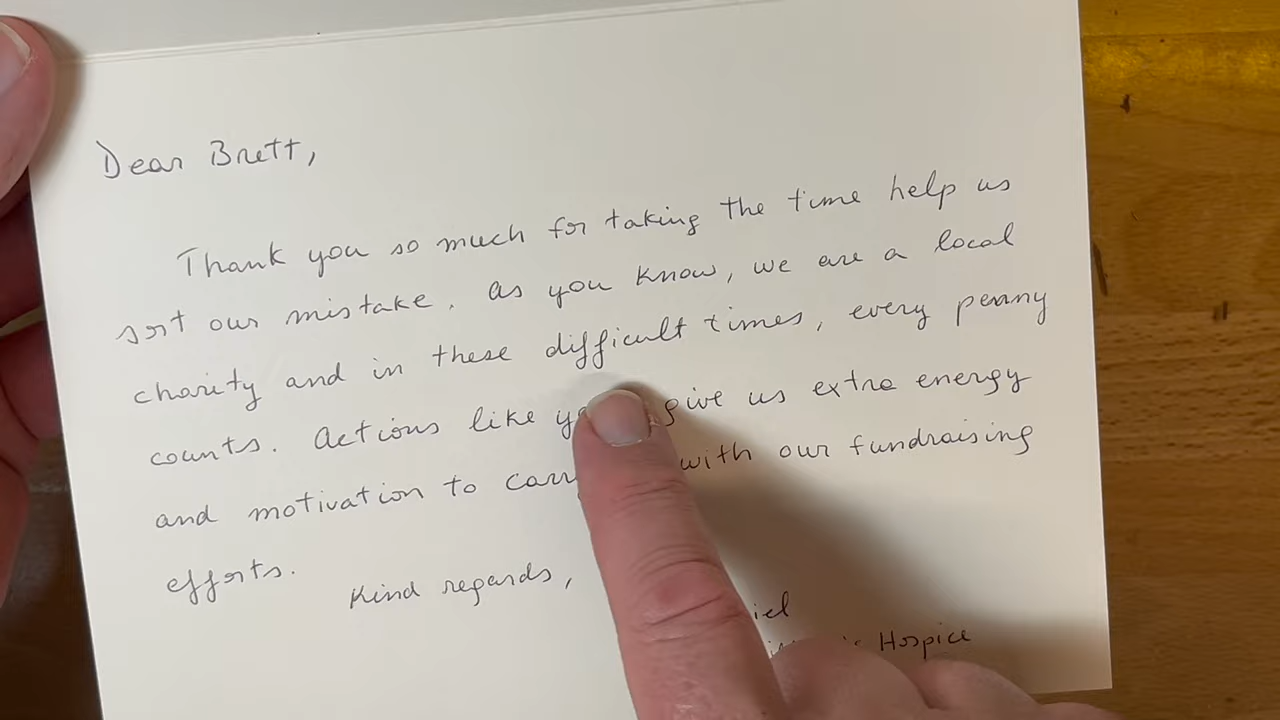 Dear Brett,
Thank you so much for taking the time help us
sort our mistake. As you know, we are a local
charity and in these difficult times, every penny
counts. Actions like give us extra energy
and motivation to with our fundraising
efforts.
Kind regards,
Hospice